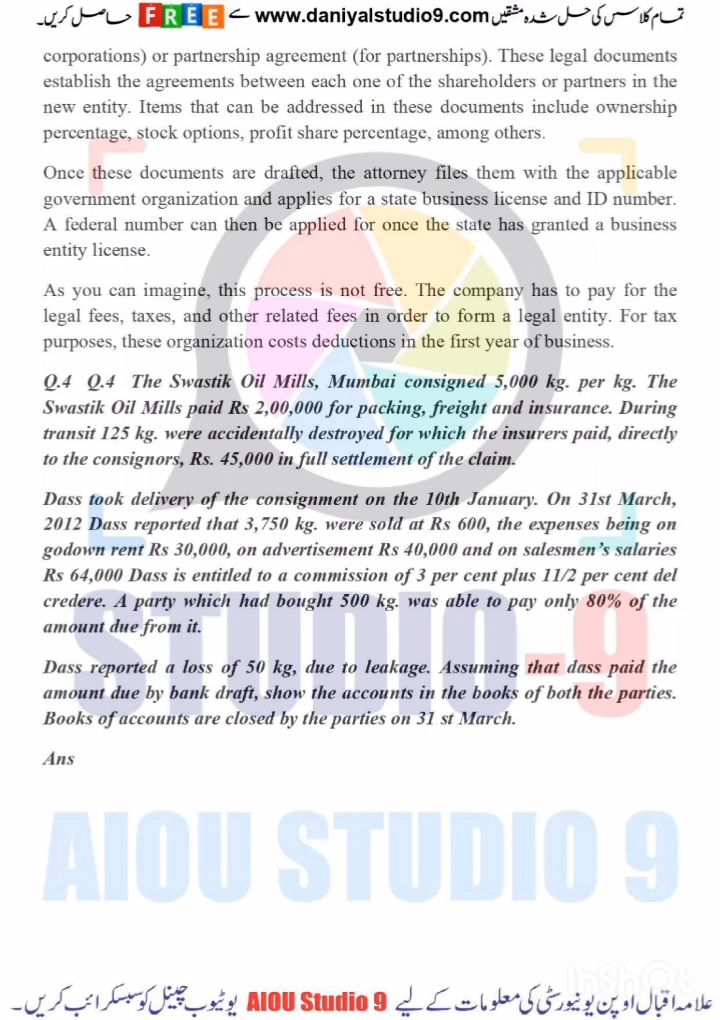 تمام کلاسس کی حل شدہ مشقیں www.daniyalstudio9.com سے FREE حاصل کریں۔
corporations) or partnership agreement (for partnerships). These legal documents
establish the agreements between each one of the shareholders or partners in the
new entity. Items that can be addressed in these documents include ownership
percentage, stock options, profit share percentage, among others.
Once these documents are drafted, the attorney files them with the applicable
government organization and applies for a state business license and ID number.
A federal number can then be applied for once the state has granted a business
entity license.
As you can imagine, this process is not free. The company has to pay for the
legal fees, taxes, and other related fees in order to form a legal entity. For tax
purposes, these organization costs deductions in the first year of business.
Q.4 Q.4 The Swastik Oil Mills, Mumbai consigned 5,000 kg. per kg. The
Swastik Oil Mills paid Rs 2,00,000 for packing, freight and insurance. During
transit 125 kg. were accidentally destroyed for which the insurers paid, directly
to the consignors, Rs. 45,000 in full settlement of the claim.
Dass took delivery of the consignment on the 10th January. On 31st March,
2012 Dass reported that 3,750 kg. were sold at Rs 600, the expenses being on
godown rent Rs 30,000, on advertisement Rs 40,000 and on salesmen's salaries
Rs 64,000 Dass is entitled to a commission of 3 per cent plus 11/2 per cent del
credere. A party which had bought 500 kg. was able to pay only 80% of the
amount due from it.
STUDIO-9
Dass reported a loss of 50 kg, due to leakage. Assuming that dass paid the
amount due by bank draft, show the accounts in the books of both the parties.
Books of accounts are closed by the parties on 31 st March.
Ans
AIOU STUDIO 9
InShOt
علامہ اقبال اوپن یونیورسٹی کی معلومات کے لیے AIOU Studio 9 یوٹیوب چینل کو سبسکرائب کریں۔